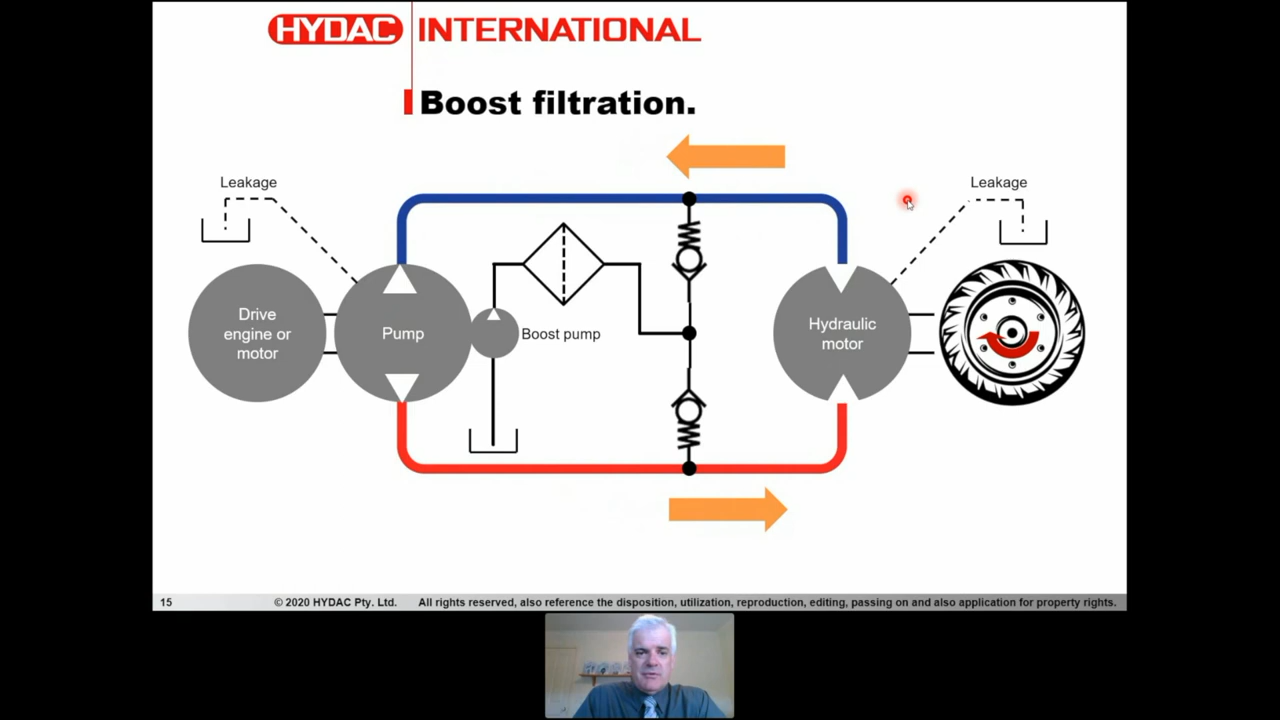 HYDAC INTERNATIONAL
Boost filtration.
Leakage
Leakage
Drive
engine or
motor
Pump
Boost pump
Hydraulic
motor
15 © 2020 HYDAC Pty. Ltd. All rights reserved, also reference the disposition, utilization, reproduction, editing, passing on and also application for property rights.